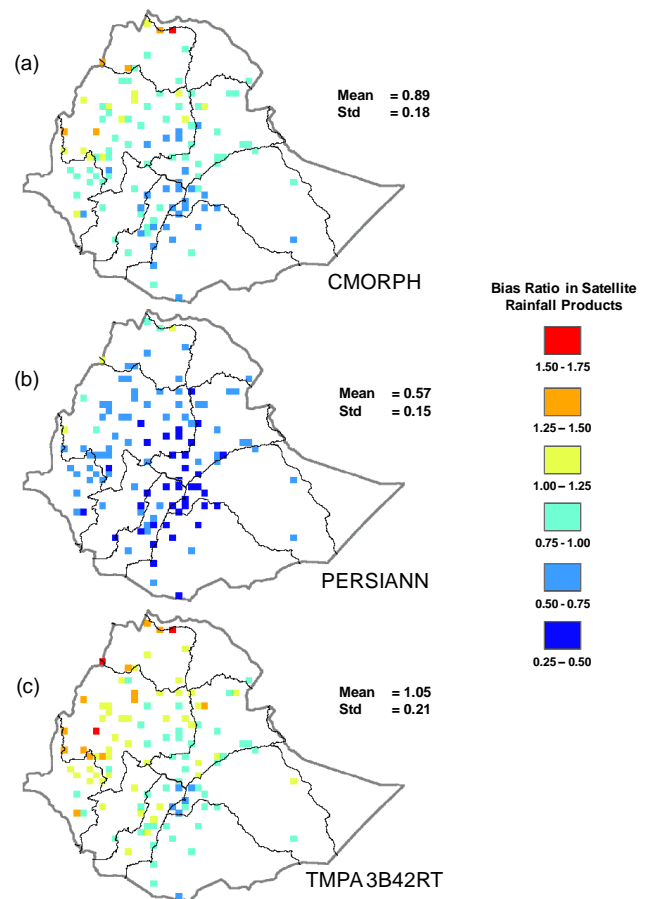 (a)
Mean = 0.89
Std = 0.18
CMORPH
Bias Ratio in Satellite
Rainfall Products
1.50 - 1.75
1.25 – 1.50
1.00 – 1.25
0.75 - 1.00
0.50 - 0.75
0.25 – 0.50
(b)
Mean = 0.57
Std = 0.15
PERSIANN
(c)
Mean = 1.05
Std = 0.21
TMPA 3B42RT